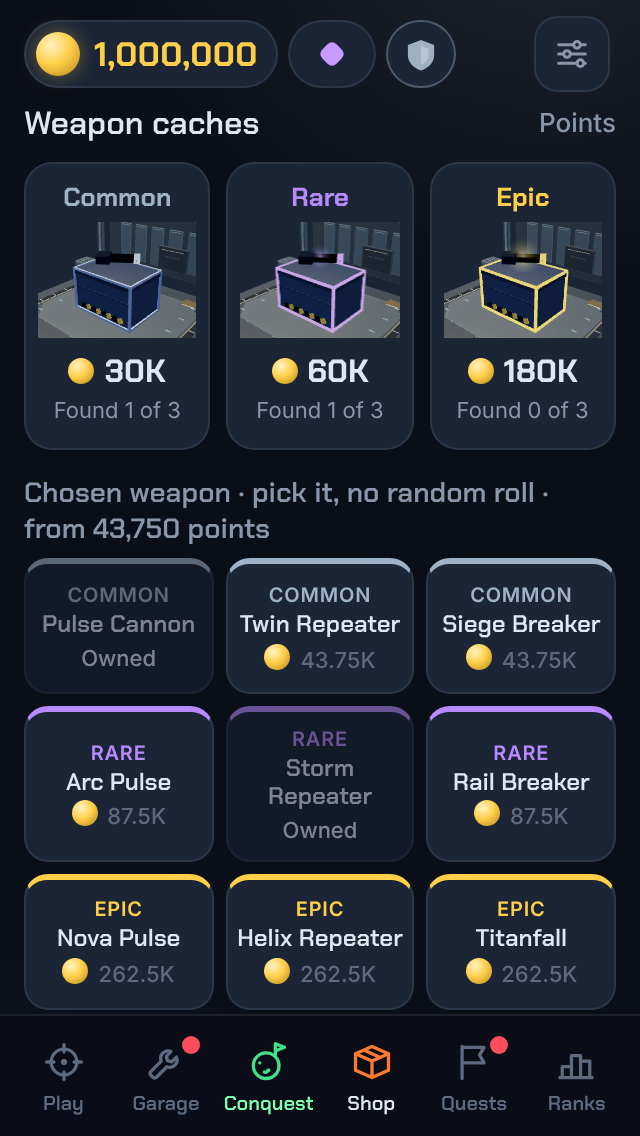 1,000,000
Weapon caches
Points
Common
Rare
Epic
30K
60K
180K
Found 1 of 3
Found 1 of 3
Found 0 of 3
Chosen weapon · pick it, no random roll ·
from 43,750 points
COMMON
Pulse Cannon
Owned
COMMON
Twin Repeater
43.75K
COMMON
Siege Breaker
43.75K
RARE
Arc Pulse
87.5K
RARE
Storm
Repeater
Owned
RARE
Rail Breaker
87.5K
EPIC
Nova Pulse
262.5K
EPIC
Helix Repeater
262.5K
EPIC
Titanfall
262.5K
Play
Garage
Conquest
Shop
Quests
Ranks